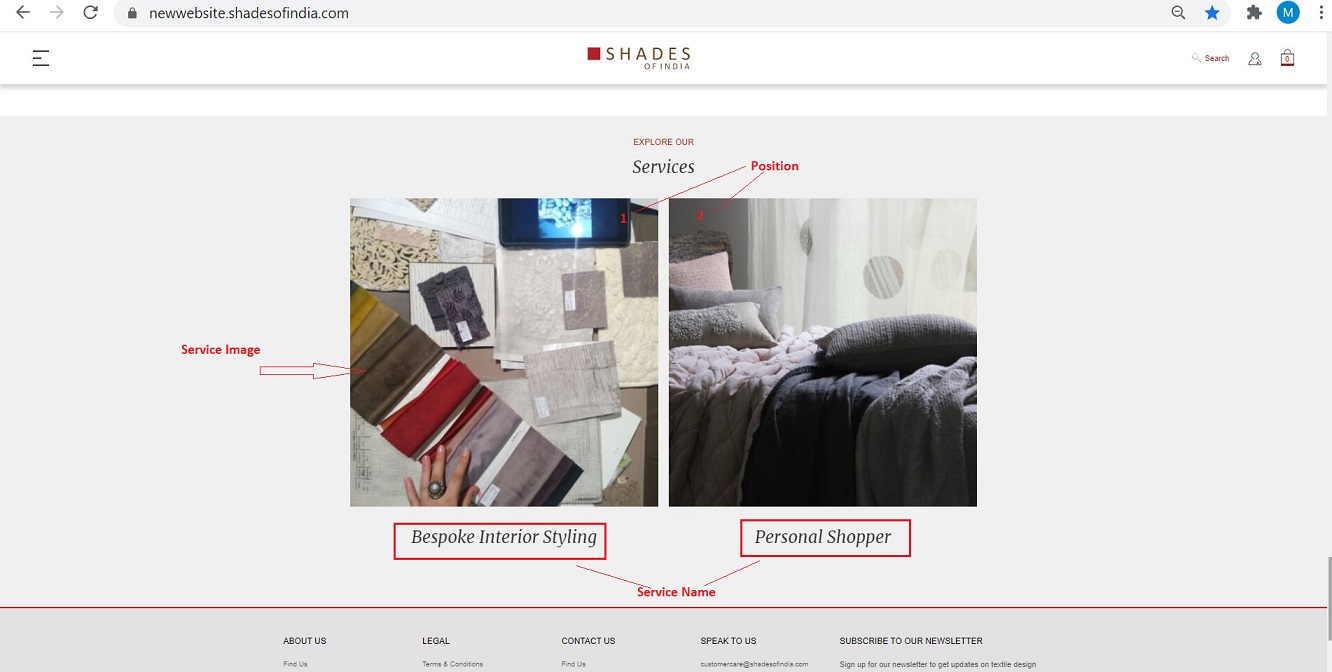 newwebsite.shadesofindia.com
M
SHADES
OF INDIA
Search
0
EXPLORE OUR
Services
Position
1
2
Service Image
Bespoke Interior Styling
Personal Shopper
Service Name
ABOUT US
LEGAL
CONTACT US
SPEAK TO US
SUBSCRIBE TO OUR NEWSLETTER
Find Us
Terms & Conditions
Find Us
customercare@shadesofindia.com
Sign up for our newsletter to get updates on textile design